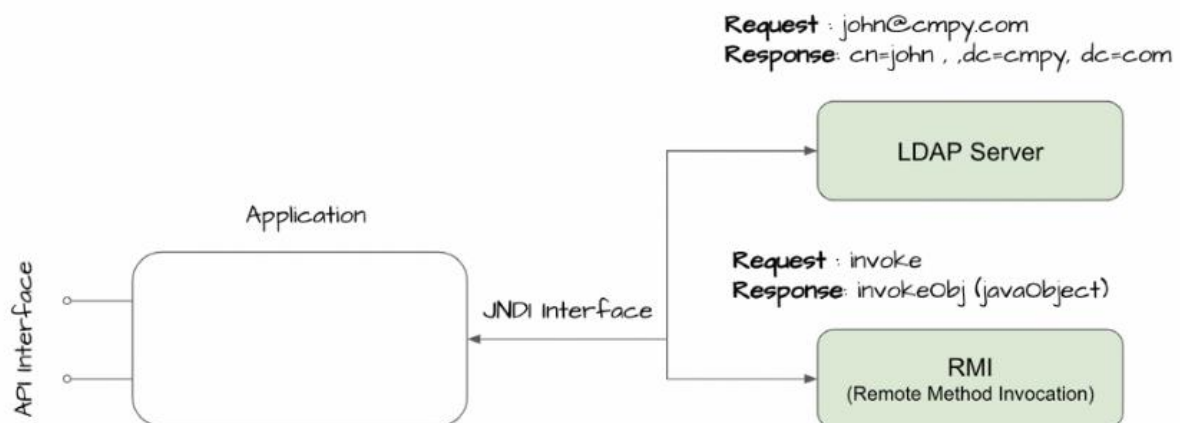 Request : john@cmpy.com
Response: cn=john , ,dc=cmpy, dc=com
LDAP Server
Application
API Interface
JNDI Interface
Request : invoke
Response: invokeObj (javaObject)
RMI
(Remote Method Invocation)